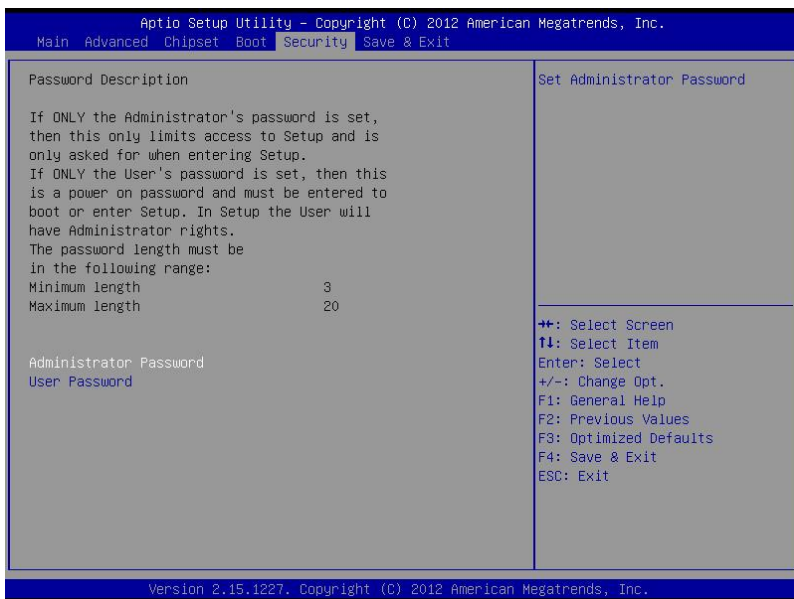 Aptio Setup Utility – Copyright (C) 2012 American Megatrends, Inc.
Main Advanced Chipset Boot Security Save & Exit
Password Description
If ONLY the Administrator's password is set,
then this only limits access to Setup and is
only asked for when entering Setup.
If ONLY the User's password is set, then this
is a power on password and must be entered to
boot or enter Setup. In Setup the User will
have Administrator rights.
The password length must be
in the following range:
Minimum length 3
Maximum length 20
Administrator Password
User Password
Set Administrator Password
→←: Select Screen
↑↓: Select Item
Enter: Select
+/-: Change Opt.
F1: General Help
F2: Previous Values
F3: Optimized Defaults
F4: Save & Exit
ESC: Exit
Version 2.15.1227. Copyright (C) 2012 American Megatrends, Inc.